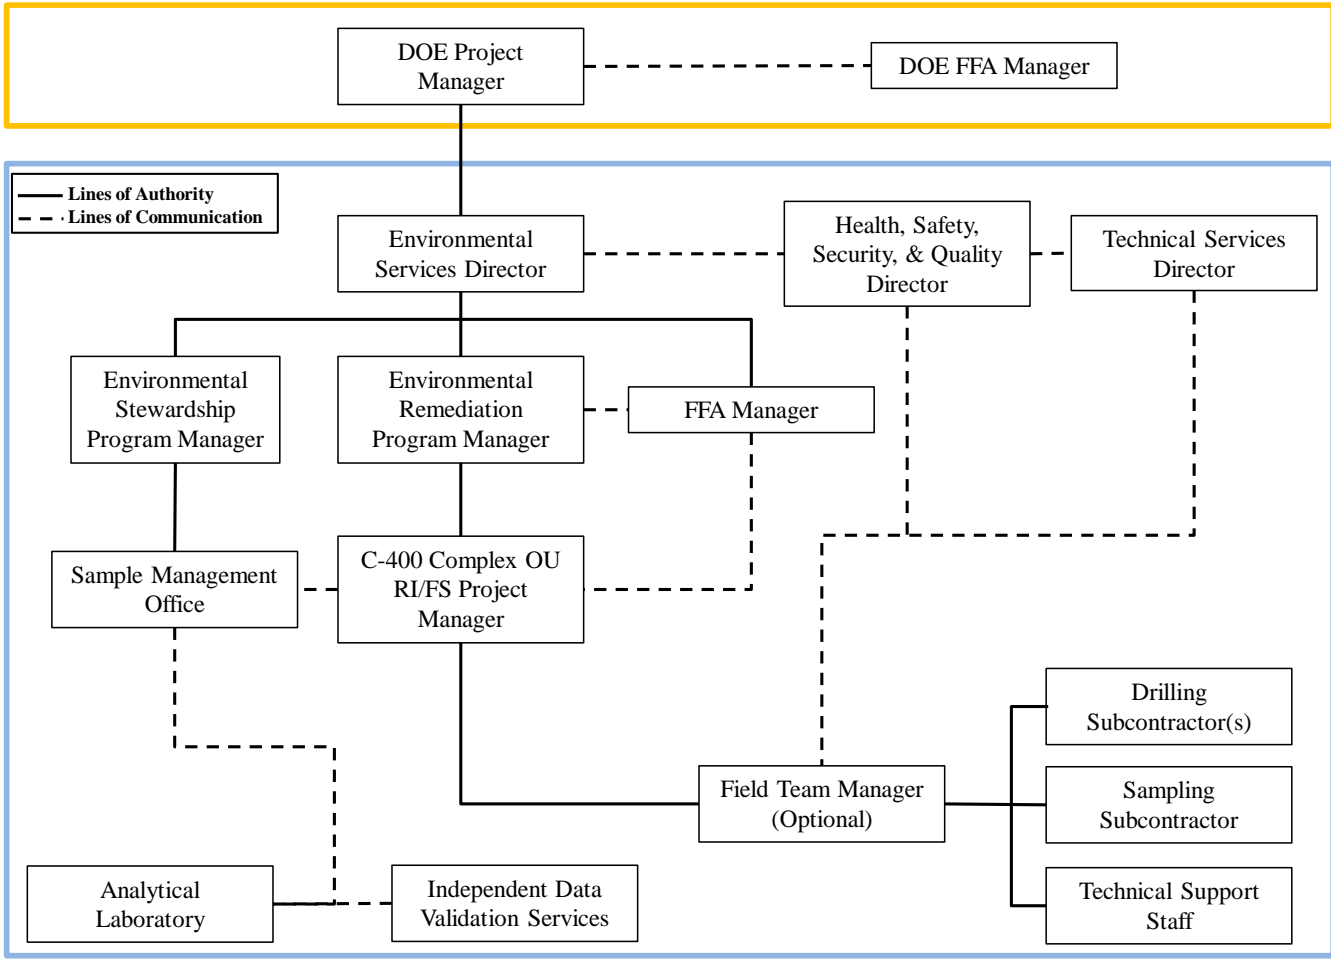 DOE Project
Manager
DOE FFA Manager
Lines of Authority
Lines of Communication
Environmental
Services Director
Health, Safety,
Security, & Quality
Director
Technical Services
Director
Environmental
Stewardship
Program Manager
Environmental
Remediation
Program Manager
FFA Manager
Sample Management
Office
C-400 Complex OU
RI/FS Project
Manager
Drilling
Subcontractor(s)
Field Team Manager
(Optional)
Sampling
Subcontractor
Analytical
Laboratory
Independent Data
Validation Services
Technical Support
Staff